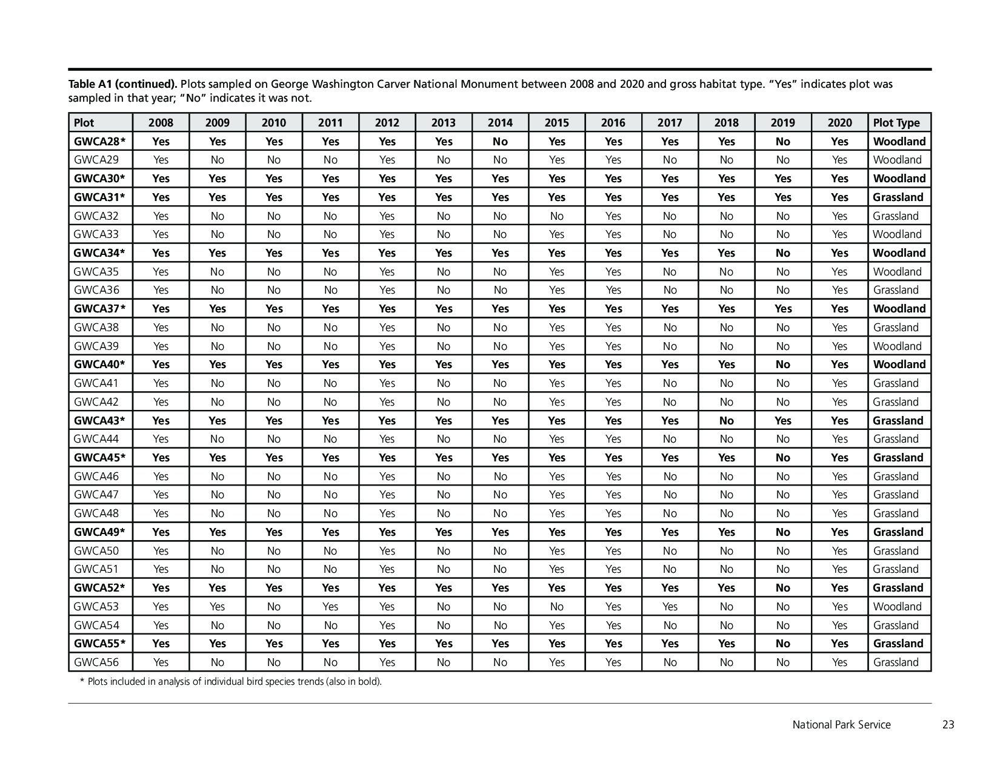 Table A1 (continued). Plots sampled on George Washington Carver National Monument between 2008 and 2020 and gross habitat type. “Yes” indicates plot was
sampled in that year; “No” indicates it was not.
Plot 2008 2009 2010 2011 2012 2013 2014 2015 2016 2017 2018 2019 2020 Plot Type
GWCA28* Yes Yes Yes Yes Yes Yes No Yes Yes Yes Yes No Yes Woodland
GWCA29 Yes No No No Yes No No Yes Yes No No No Yes Woodland
GWCA30* Yes Yes Yes Yes Yes Yes Yes Yes Yes Yes Yes Yes Yes Woodland
GWCA31* Yes Yes Yes Yes Yes Yes Yes Yes Yes Yes Yes Yes Yes Grassland
GWCA32 Yes No No No Yes No No No Yes No No No Yes Grassland
GWCA33 Yes No No No Yes No No Yes Yes No No No Yes Woodland
GWCA34* Yes Yes Yes Yes Yes Yes Yes Yes Yes Yes Yes No Yes Woodland
GWCA35 Yes No No No Yes No No Yes Yes No No No Yes Woodland
GWCA36 Yes No No No Yes No No Yes Yes No No No Yes Grassland
GWCA37* Yes Yes Yes Yes Yes Yes Yes Yes Yes Yes Yes Yes Yes Woodland
GWCA38 Yes No No No Yes No No Yes Yes No No No Yes Grassland
GWCA39 Yes No No No Yes No No Yes Yes No No No Yes Woodland
GWCA40* Yes Yes Yes Yes Yes Yes Yes Yes Yes Yes Yes No Yes Woodland
GWCA41 Yes No No No Yes No No Yes Yes No No No Yes Grassland
GWCA42 Yes No No No Yes No No Yes Yes No No No Yes Grassland
GWCA43* Yes Yes Yes Yes Yes Yes Yes Yes Yes Yes No Yes Yes Grassland
GWCA44 Yes No No No Yes No No Yes Yes No No No Yes Grassland
GWCA45* Yes Yes Yes Yes Yes Yes Yes Yes Yes Yes Yes No Yes Grassland
GWCA46 Yes No No No Yes No No Yes Yes No No No Yes Grassland
GWCA47 Yes No No No Yes No No Yes Yes No No No Yes Grassland
GWCA48 Yes No No No Yes No No Yes Yes No No No Yes Grassland
GWCA49* Yes Yes Yes Yes Yes Yes Yes Yes Yes Yes Yes No Yes Grassland
GWCA50 Yes No No No Yes No No Yes Yes No No No Yes Grassland
GWCA51 Yes No No No Yes No No Yes Yes No No No Yes Grassland
GWCA52* Yes Yes Yes Yes Yes Yes Yes Yes Yes Yes Yes No Yes Grassland
GWCA53 Yes Yes No Yes Yes No No No Yes Yes No No Yes Woodland
GWCA54 Yes No No No Yes No No Yes Yes No No No Yes Grassland
GWCA55* Yes Yes Yes Yes Yes Yes Yes Yes Yes Yes Yes No Yes Grassland
GWCA56 Yes No No No Yes No No Yes Yes No No No Yes Grassland
* Plots included in analysis of individual bird species trends (also in bold).
National Park Service 23